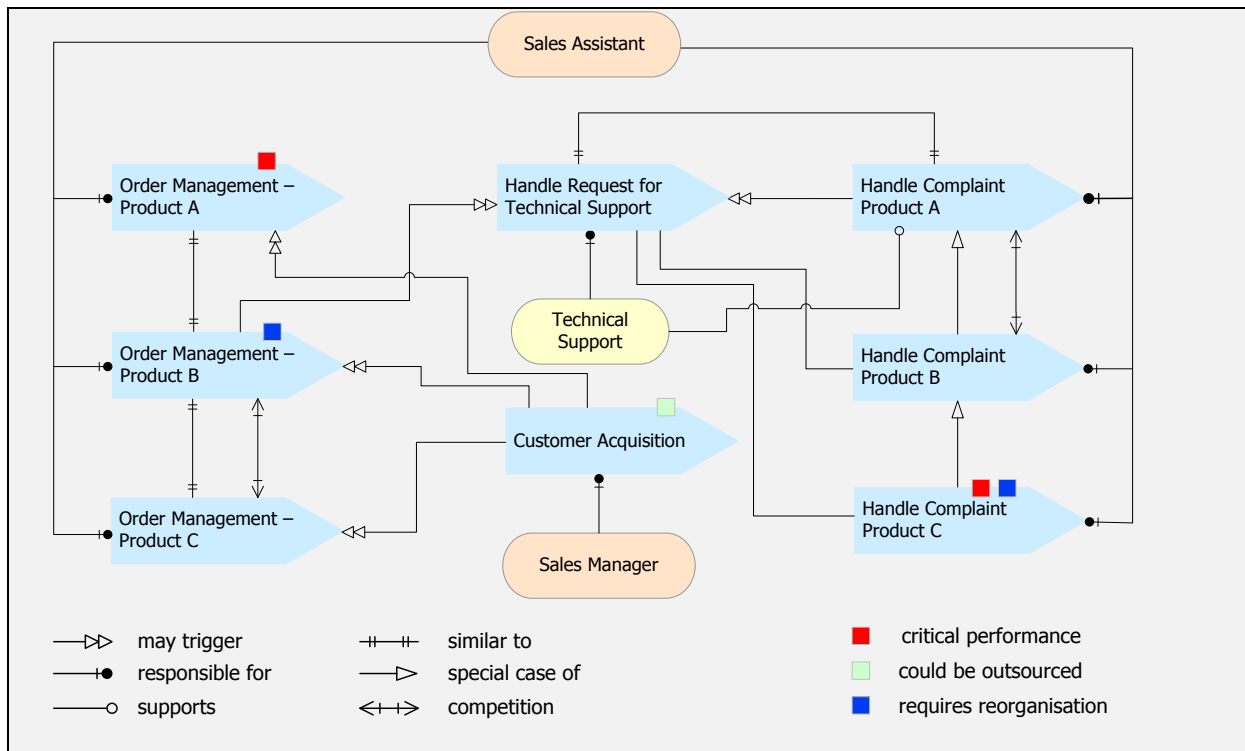 Sales Assistant
Order Management –
Product A
Handle Request for
Technical Support
Handle Complaint
Product A
Technical
Support
Order Management –
Product B
Handle Complaint
Product B
Customer Acquisition
Order Management –
Product C
Handle Complaint
Product C
Sales Manager
may trigger
similar to
critical performance
responsible for
special case of
could be outsourced
supports
competition
requires reorganisation